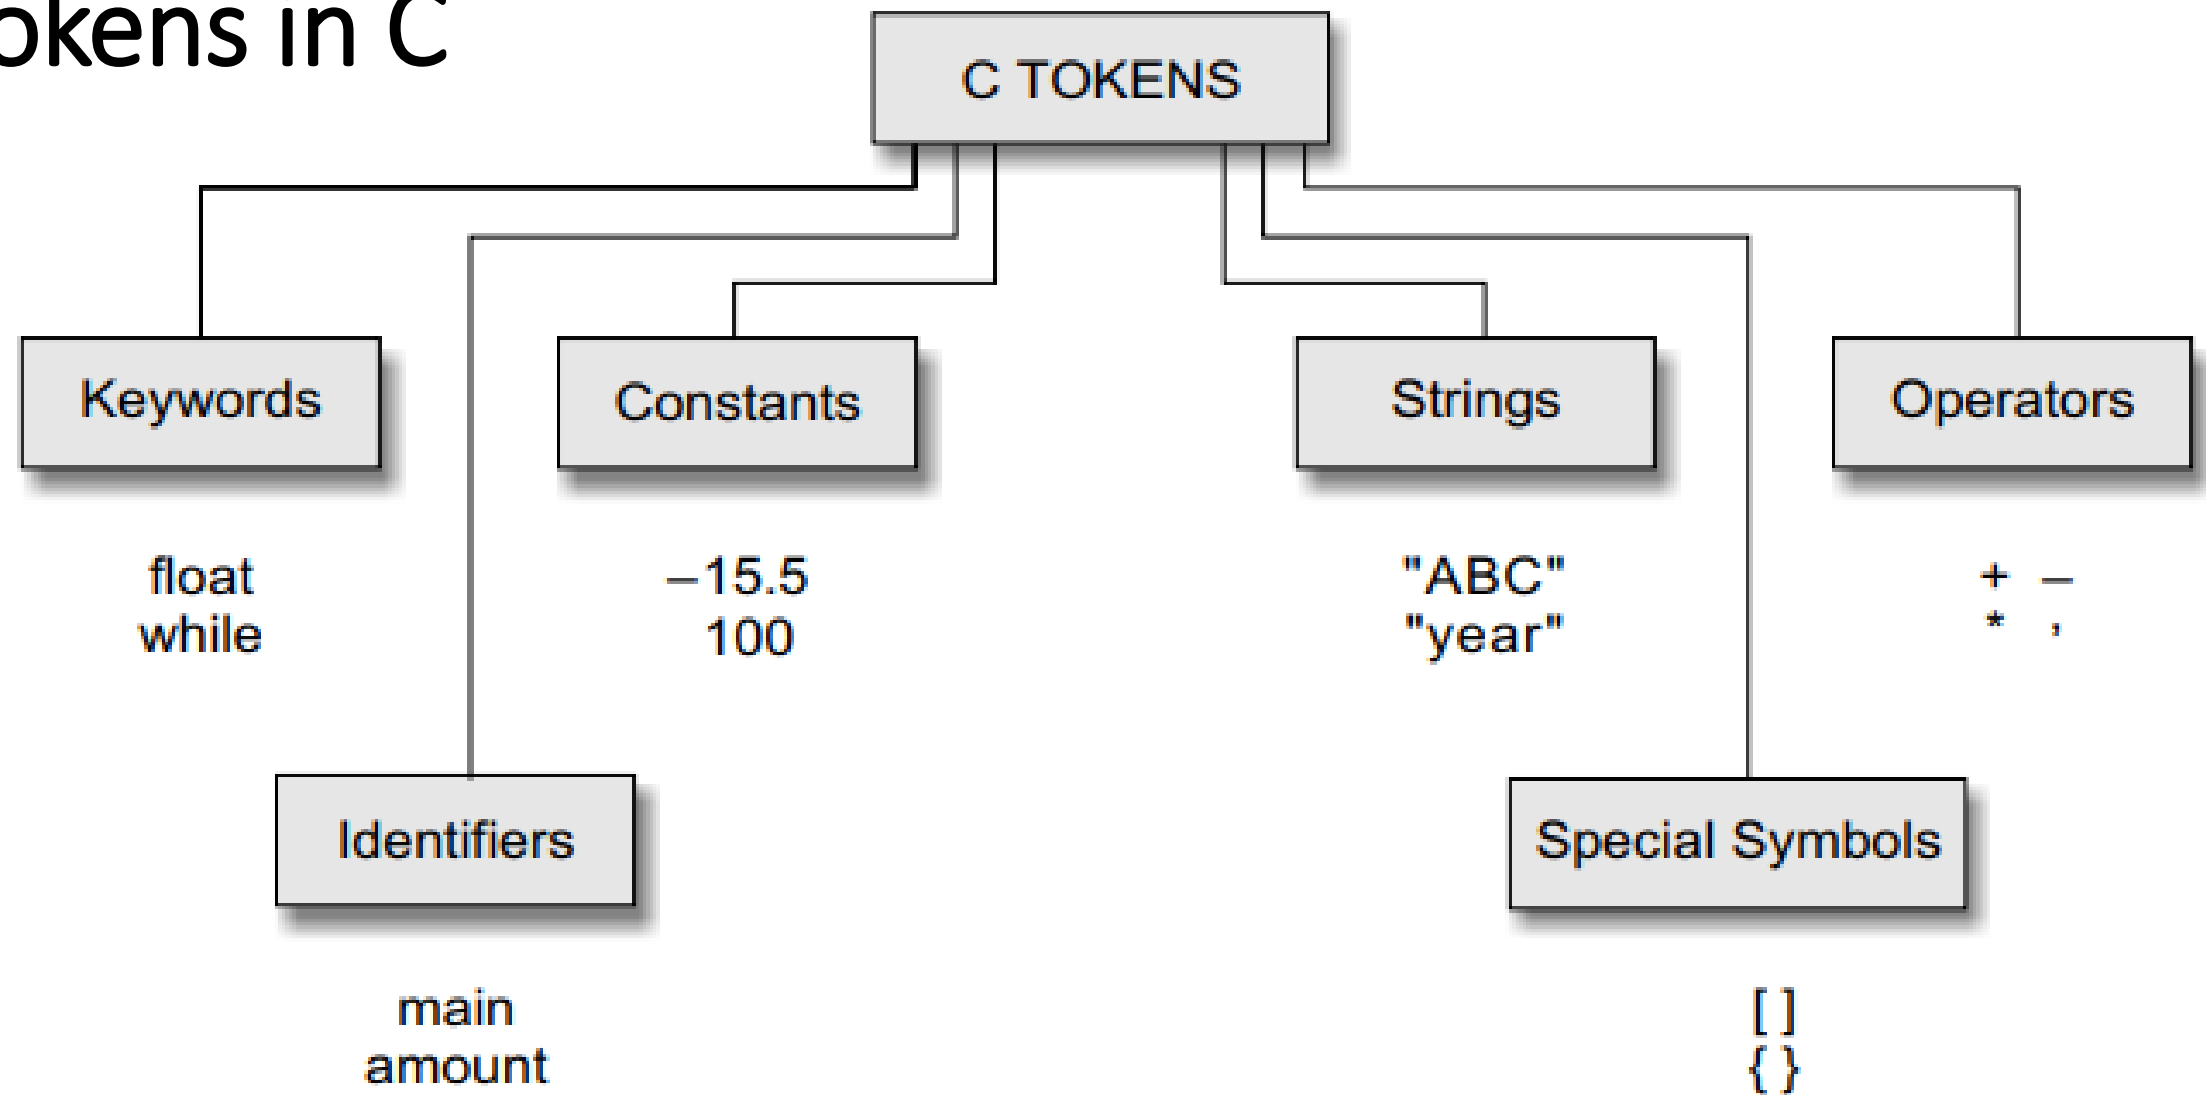 okens in C
C TOKENS
Keywords
Constants
Strings
Operators
float
while
–15.5
100
"ABC"
"year"
+ –
* ,
Identifiers
Special Symbols
main
amount
[ ]
{ }